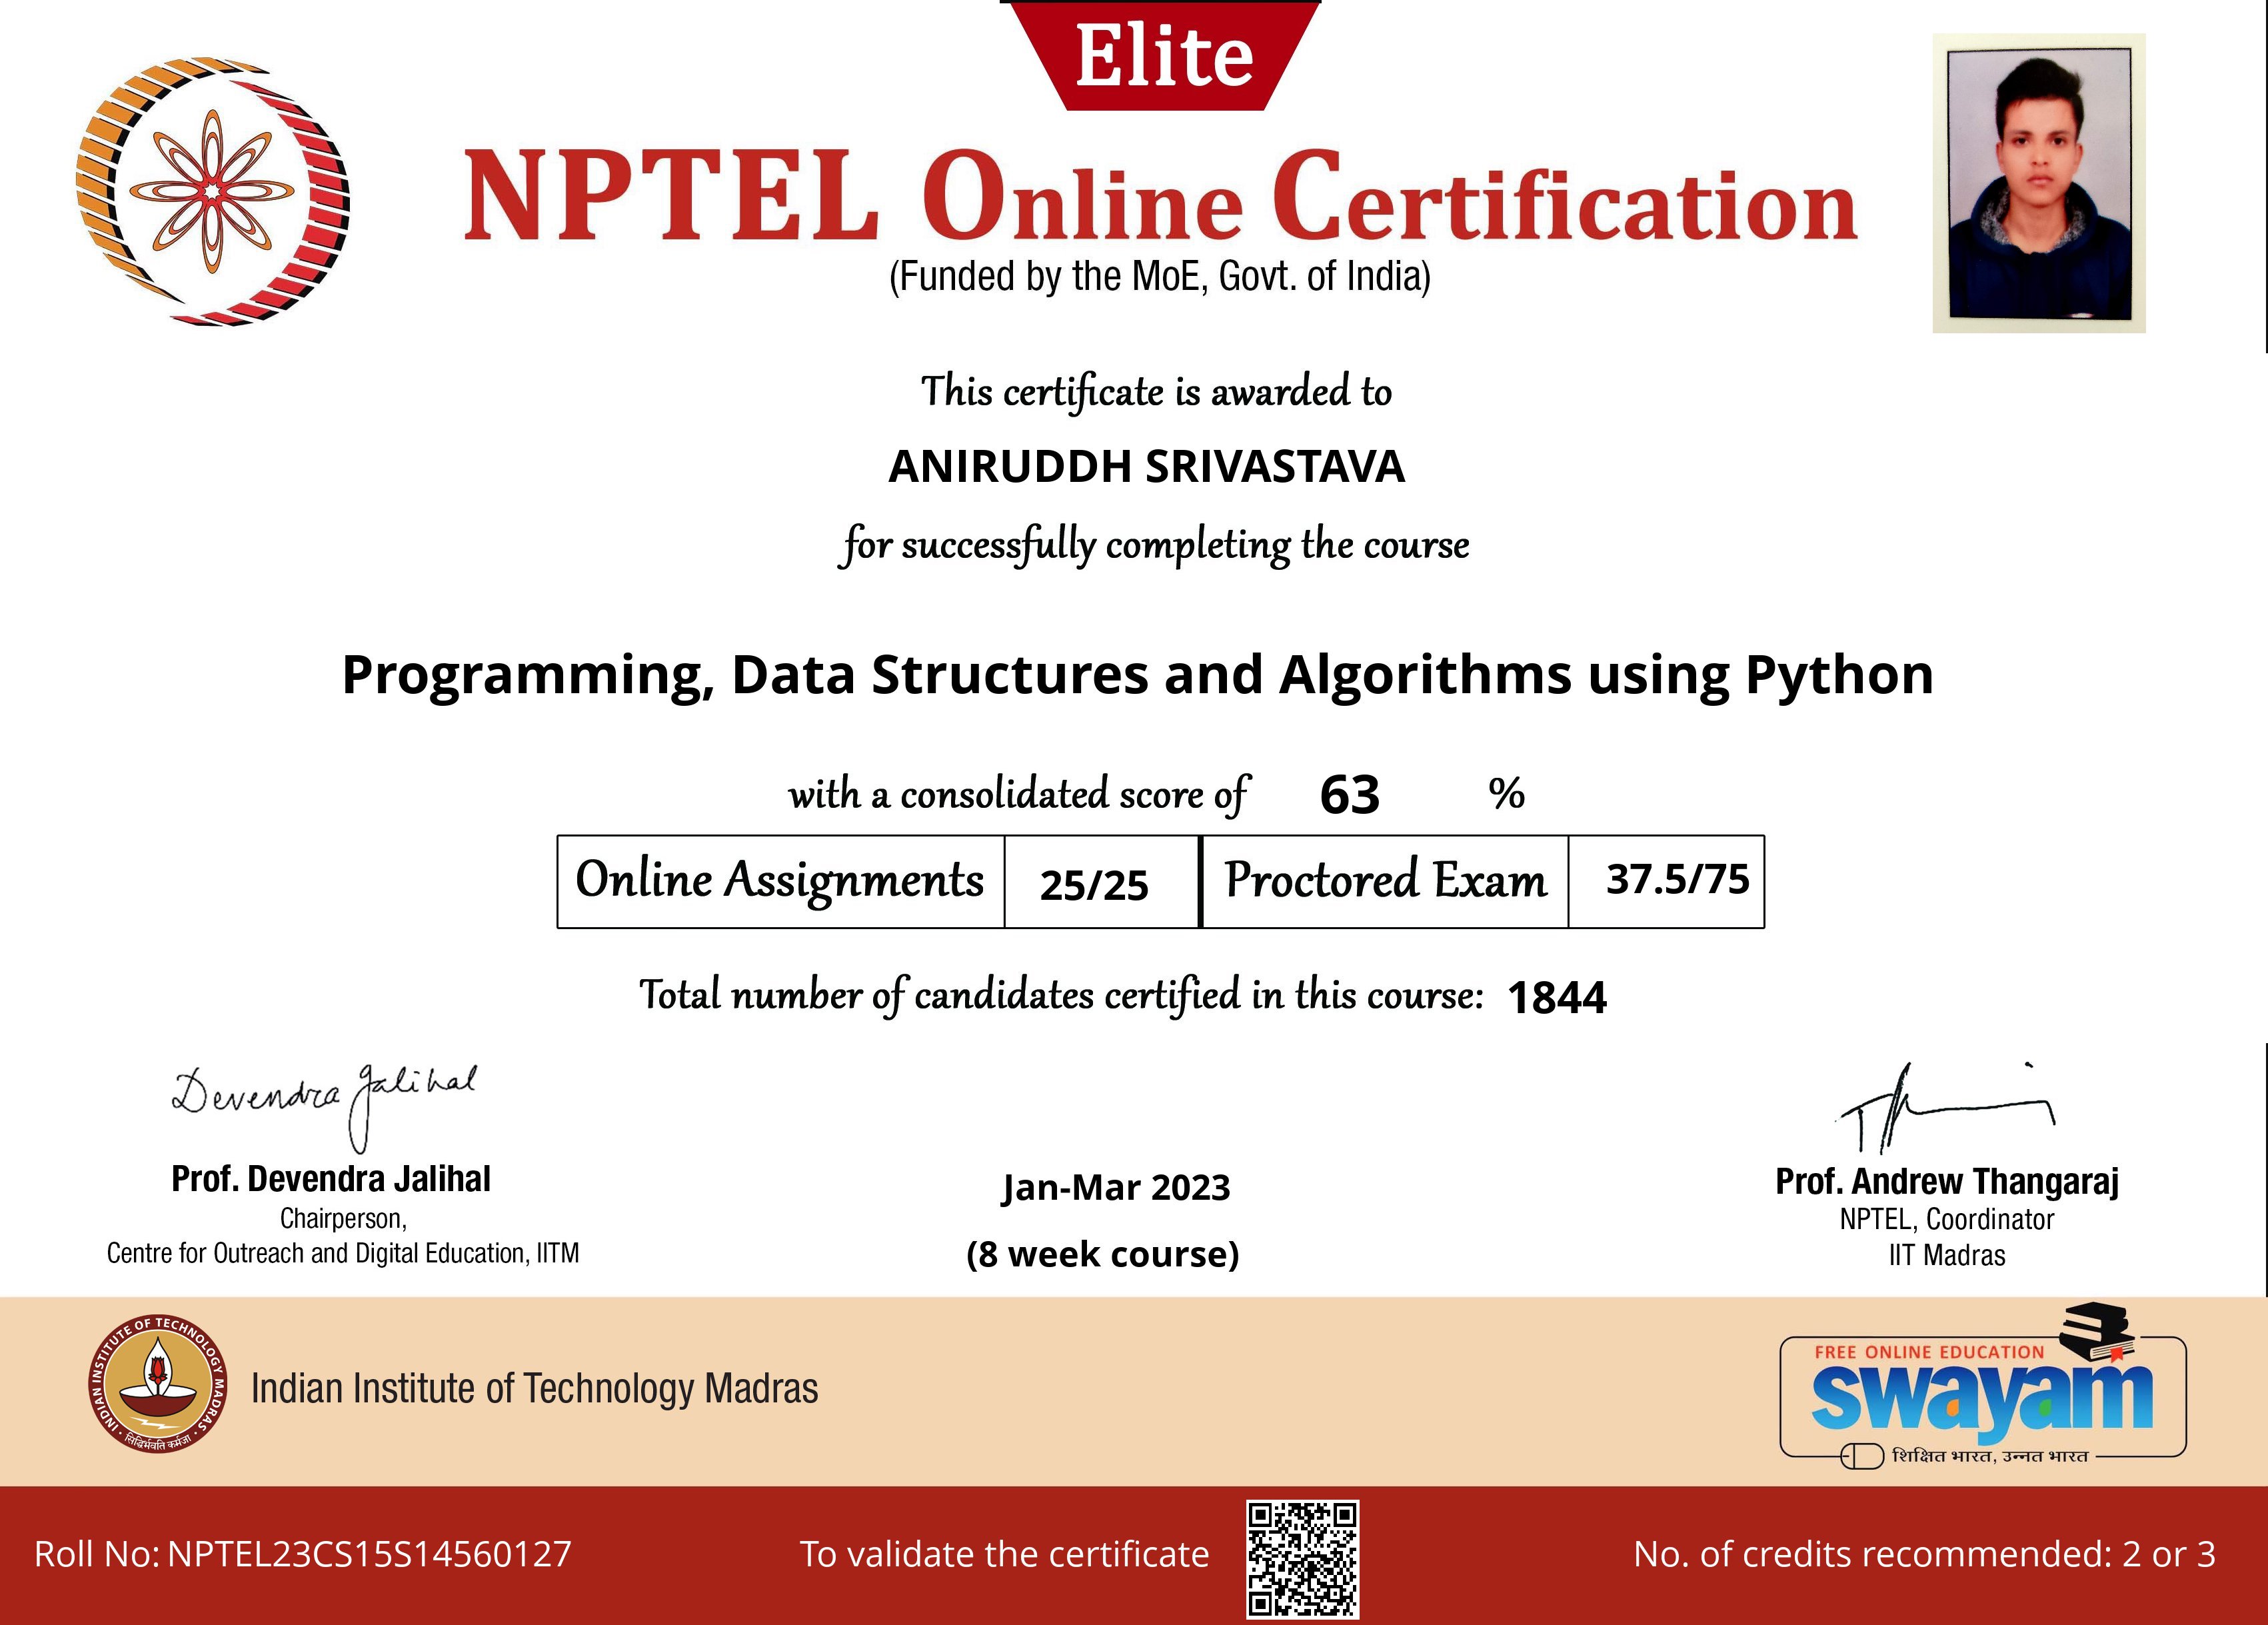 Elite
NPTEL Online Certification
(Funded by the MoE, Govt. of India)
This certificate is awarded to
ANIRUDDH SRIVASTAVA
for successfully completing the course
Programming, Data Structures and Algorithms using Python
with a consolidated score of 63 %
Online Assignments 25/25 Proctored Exam 37.5/75
Total number of candidates certified in this course: 1844
Devendra Jalihal
Prof. Devendra Jalihal
Chairperson,
Centre for Outreach and Digital Education, IITM
Jan-Mar 2023
(8 week course)
Prof. Andrew Thangaraj
NPTEL, Coordinator
IIT Madras
INDIAN INSTITUTE OF TECHNOLOGY MADRAS
सिद्धिर्भवति कर्मजा
Indian Institute of Technology Madras
FREE ONLINE EDUCATION
swayam
शिक्षित भारत, उन्नत भारत
Roll No: NPTEL23CS15S14560127
To validate the certificate
No. of credits recommended: 2 or 3